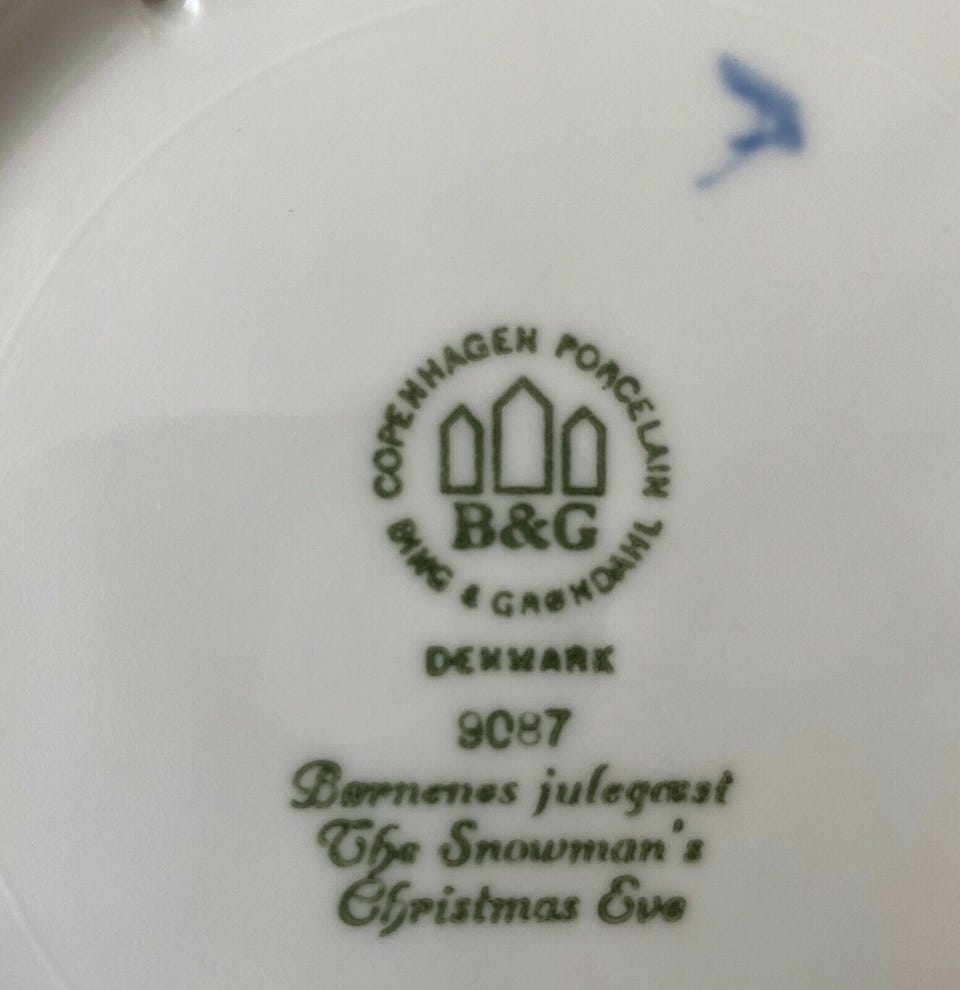 COPENHAGEN PORCELAIN
B&G
BING & GRØNDAHL
DENMARK
9087
Børnenes julegæst
The Snowman's
Christmas Eve